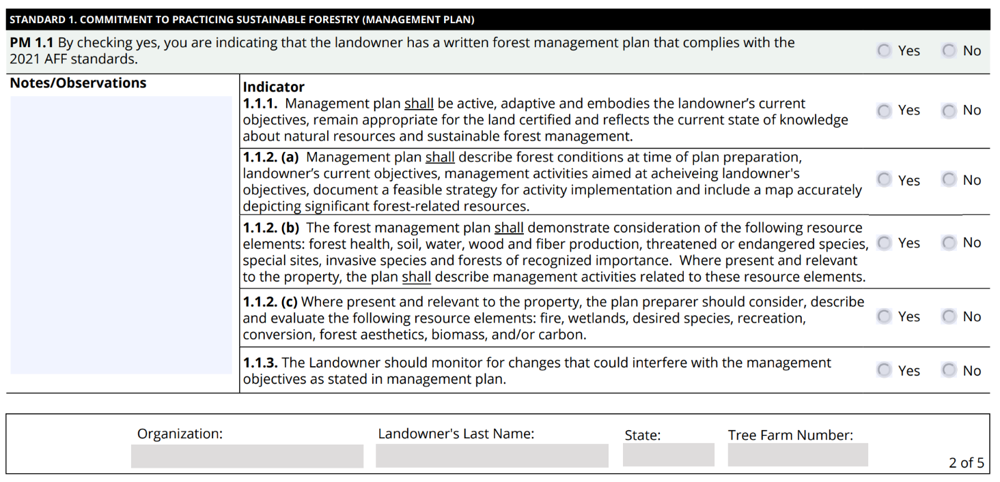 STANDARD 1. COMMITMENT TO PRACTICING SUSTAINABLE FORESTRY (MANAGEMENT PLAN)
PM 1.1 By checking yes, you are indicating that the landowner has a written forest management plan that complies with the
2021 AFF standards.
Yes No
Notes/Observations
Indicator
1.1.1. Management plan shall be active, adaptive and embodies the landowner’s current
objectives, remain appropriate for the land certified and reflects the current state of knowledge
about natural resources and sustainable forest management.
Yes No
1.1.2. (a) Management plan shall describe forest conditions at time of plan preparation,
landowner’s current objectives, management activities aimed at acheiveing landowner's
objectives, document a feasible strategy for activity implementation and include a map accurately
depicting significant forest-related resources.
Yes No
1.1.2. (b) The forest management plan shall demonstrate consideration of the following resource
elements: forest health, soil, water, wood and fiber production, threatened or endangered species,
special sites, invasive species and forests of recognized importance. Where present and relevant
to the property, the plan shall describe management activities related to these resource elements.
Yes No
1.1.2. (c) Where present and relevant to the property, the plan preparer should consider, describe
and evaluate the following resource elements: fire, wetlands, desired species, recreation,
conversion, forest aesthetics, biomass, and/or carbon.
Yes No
1.1.3. The Landowner should monitor for changes that could interfere with the management
objectives as stated in management plan.
Yes No
Organization: Landowner's Last Name: State: Tree Farm Number:
2 of 5